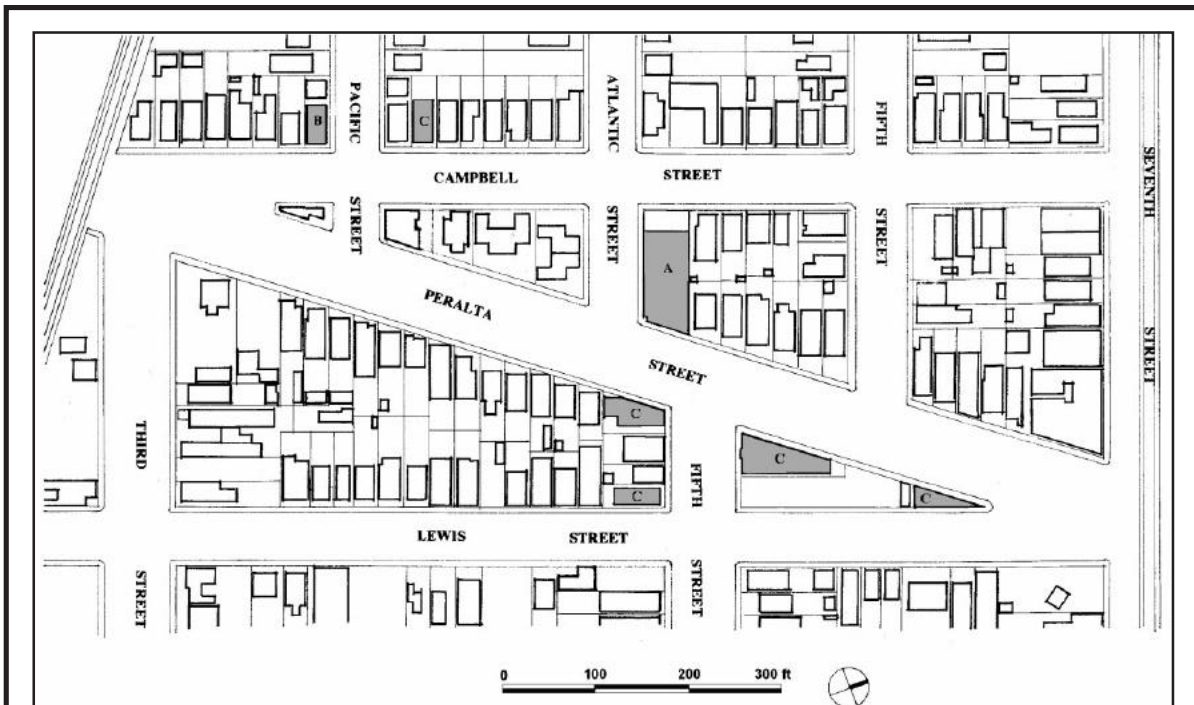 PACIFIC
STREET
ATLANTIC
STREET
FIFTH
STREET
SEVENTH
STREET
B
C
CAMPBELL STREET
A
PERALTA STREET
C
C
C
C
THIRD
STREET
FIFTH
STREET
LEWIS STREET
0 100 200 300 ft